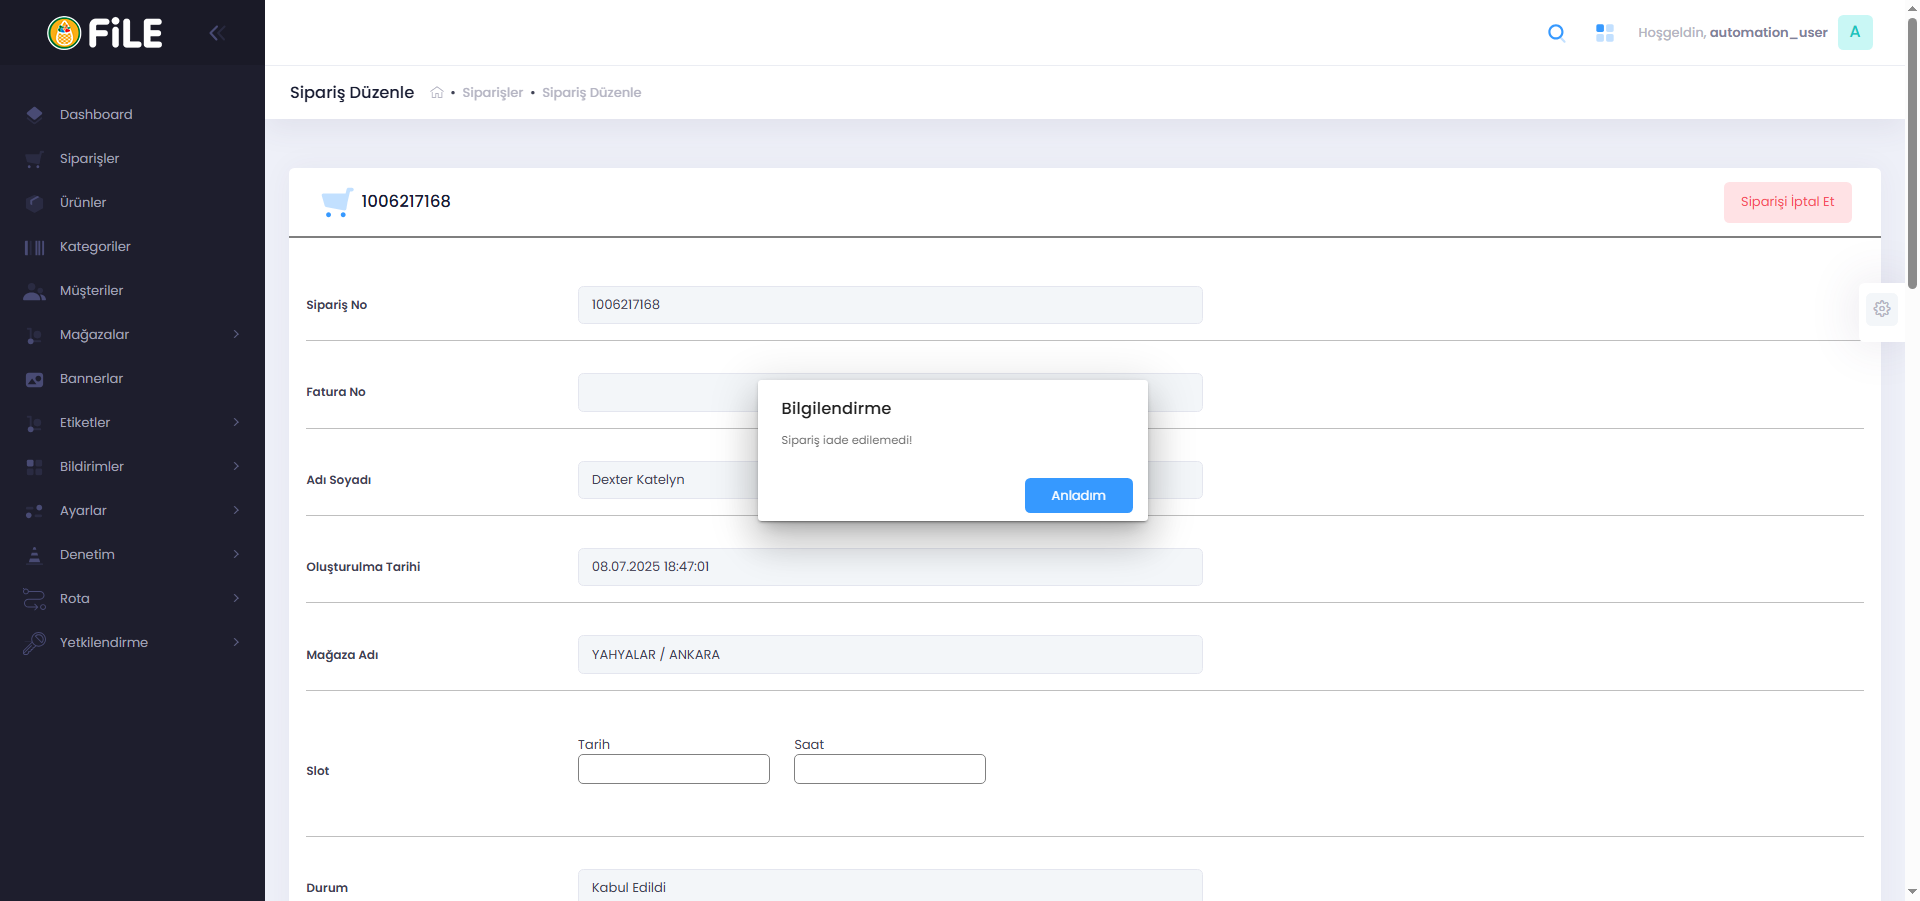 FiLE
Hoşgeldin, automation_user
A
Sipariş Düzenle
• Siparişler • Sipariş Düzenle
Dashboard
Siparişler
Ürünler
Kategoriler
Müşteriler
Mağazalar
Bannerlar
Etiketler
Bildirimler
Ayarlar
Denetim
Rota
Yetkilendirme
1006217168
Siparişi İptal Et
Sipariş No
1006217168
Fatura No
Bilgilendirme
Sipariş iade edilemedi!
Anladım
Adı Soyadı
Dexter Katelyn
Oluşturulma Tarihi
08.07.2025 18:47:01
Mağaza Adı
YAHYALAR / ANKARA
Slot
Tarih
Saat
Durum
Kabul Edildi